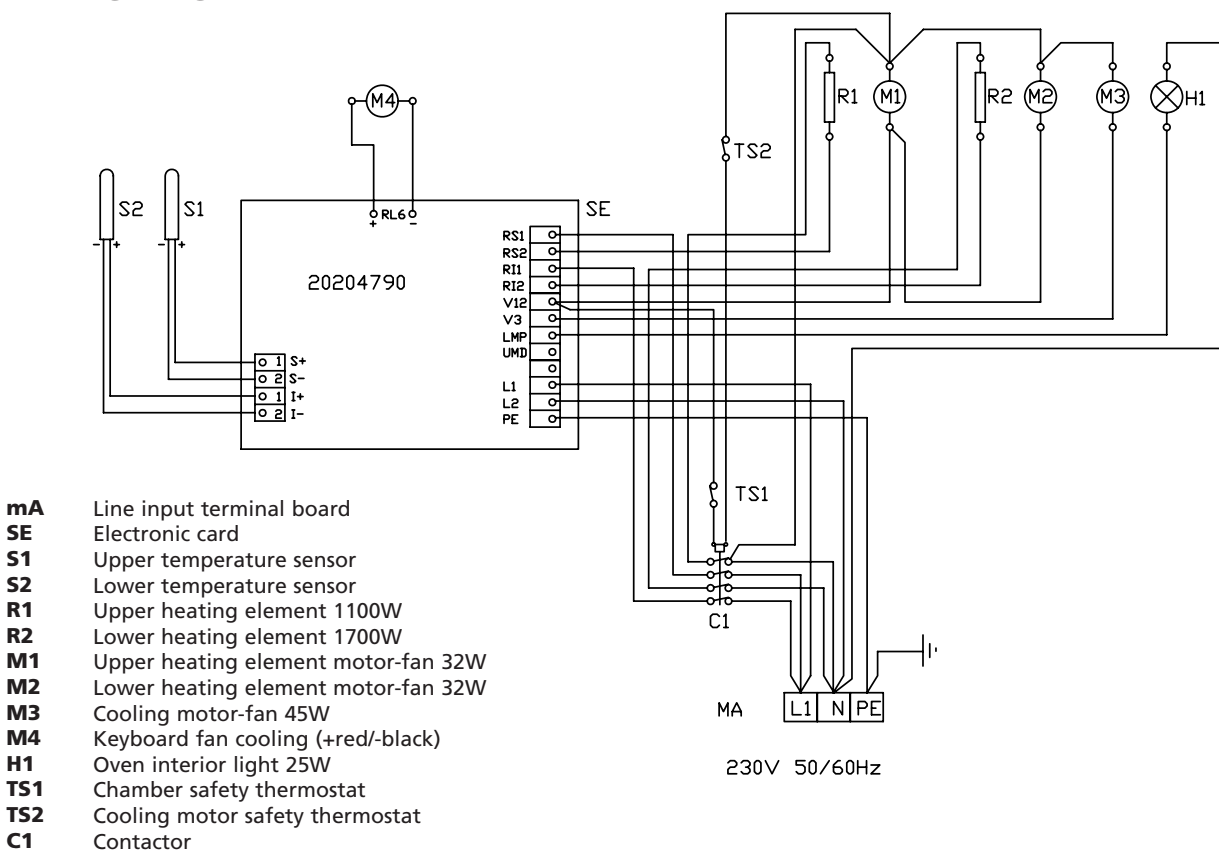 M4
R1
M1
R2
M2
M3
H1
TS2
S2
S1
- +
- +
RL6
+ -
SE
20204790
RS1
RS2
RI1
RI2
V12
V3
LMP
UMD
L1
L2
PE
1 S+
2 S-
1 I+
2 I-
TS1
C1
MA L1 N PE
230V 50/60Hz
mA Line input terminal board
SE Electronic card
S1 Upper temperature sensor
S2 Lower temperature sensor
R1 Upper heating element 1100W
R2 Lower heating element 1700W
M1 Upper heating element motor-fan 32W
M2 Lower heating element motor-fan 32W
M3 Cooling motor-fan 45W
M4 Keyboard fan cooling (+red/-black)
H1 Oven interior light 25W
TS1 Chamber safety thermostat
TS2 Cooling motor safety thermostat
C1 Contactor